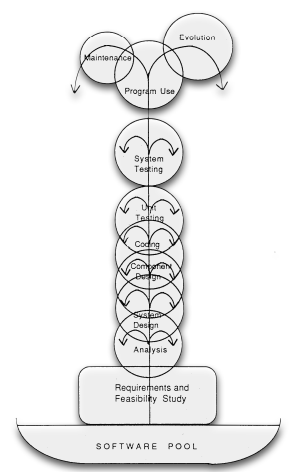 Evolution
Maintenance
Program Use
System
Testing
Unit
Testing
Coding
Component
Design
System
Design
Analysis
Requirements and
Feasibility Study
SOFTWARE POOL